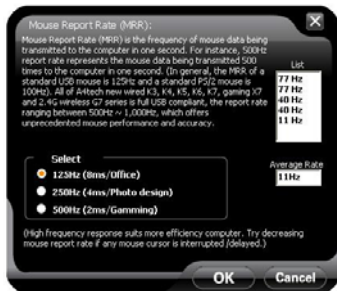 Mouse Report Rate (MRR):
Mouse Report Rate (MRR) is the frequency of mouse data being
transmitted to the computer in one second. For instance, 500Hz
report rate represents the mouse data being transmitted 500
times to the computer in one second. (In general, the MRR of a
standard USB mouse is 125Hz and a standard PS/2 mouse is
100Hz). All of A4tech new wired K3, K4, K5, K6, K7, gaming X7
and 2.4G wireless G7 series is full USB compliant, the report rate
ranging between 500Hz ~ 1,000Hz, which offers
unprecedented mouse performance and accuracy.
List
77 Hz
77 Hz
40 Hz
40 Hz
11 Hz
Select
125Hz (8ms/Office)
250Hz (4ms/Photo design)
500Hz (2ms/Gamming)
Average Rate
11Hz
(High frequency response suits more efficiency computer. Try decreasing
mouse report rate if any mouse cursor is interrupted /delayed.)
OK
Cancel